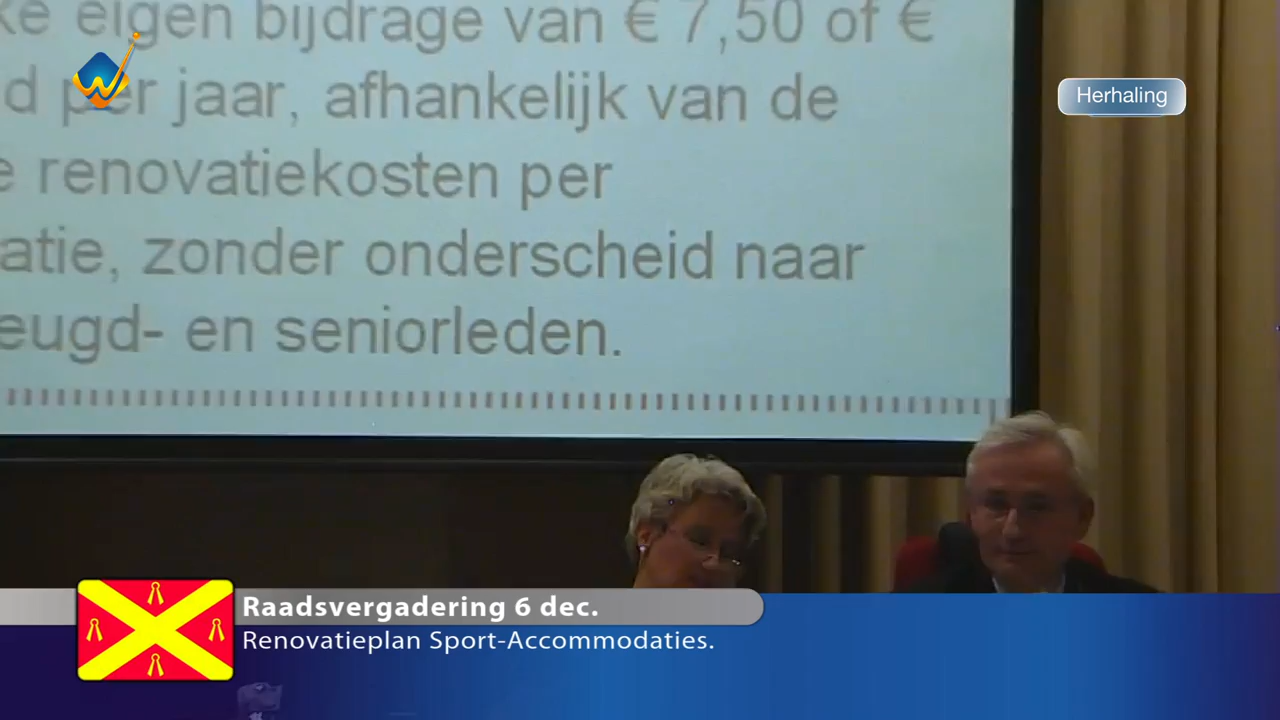 ke eigen bijdrage van € 7,50 of €
d per jaar, afhankelijk van de
e renovatiekosten per
atie, zonder onderscheid naar
eugd- en seniorleden.
Herhaling
Raadsvergadering 6 dec.
Renovatieplan Sport-Accommodaties.